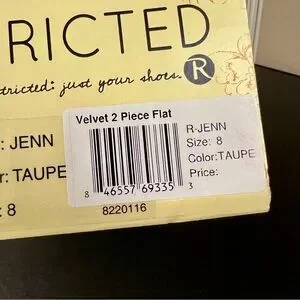 RICTED
tricted: just your shoes. R
Velvet 2 Piece Flat
: JENN
R-JENN
Size: 8
r: TAUPE
Color:TAUPE
Price:
8 46557 69335 3
: 8
8220116